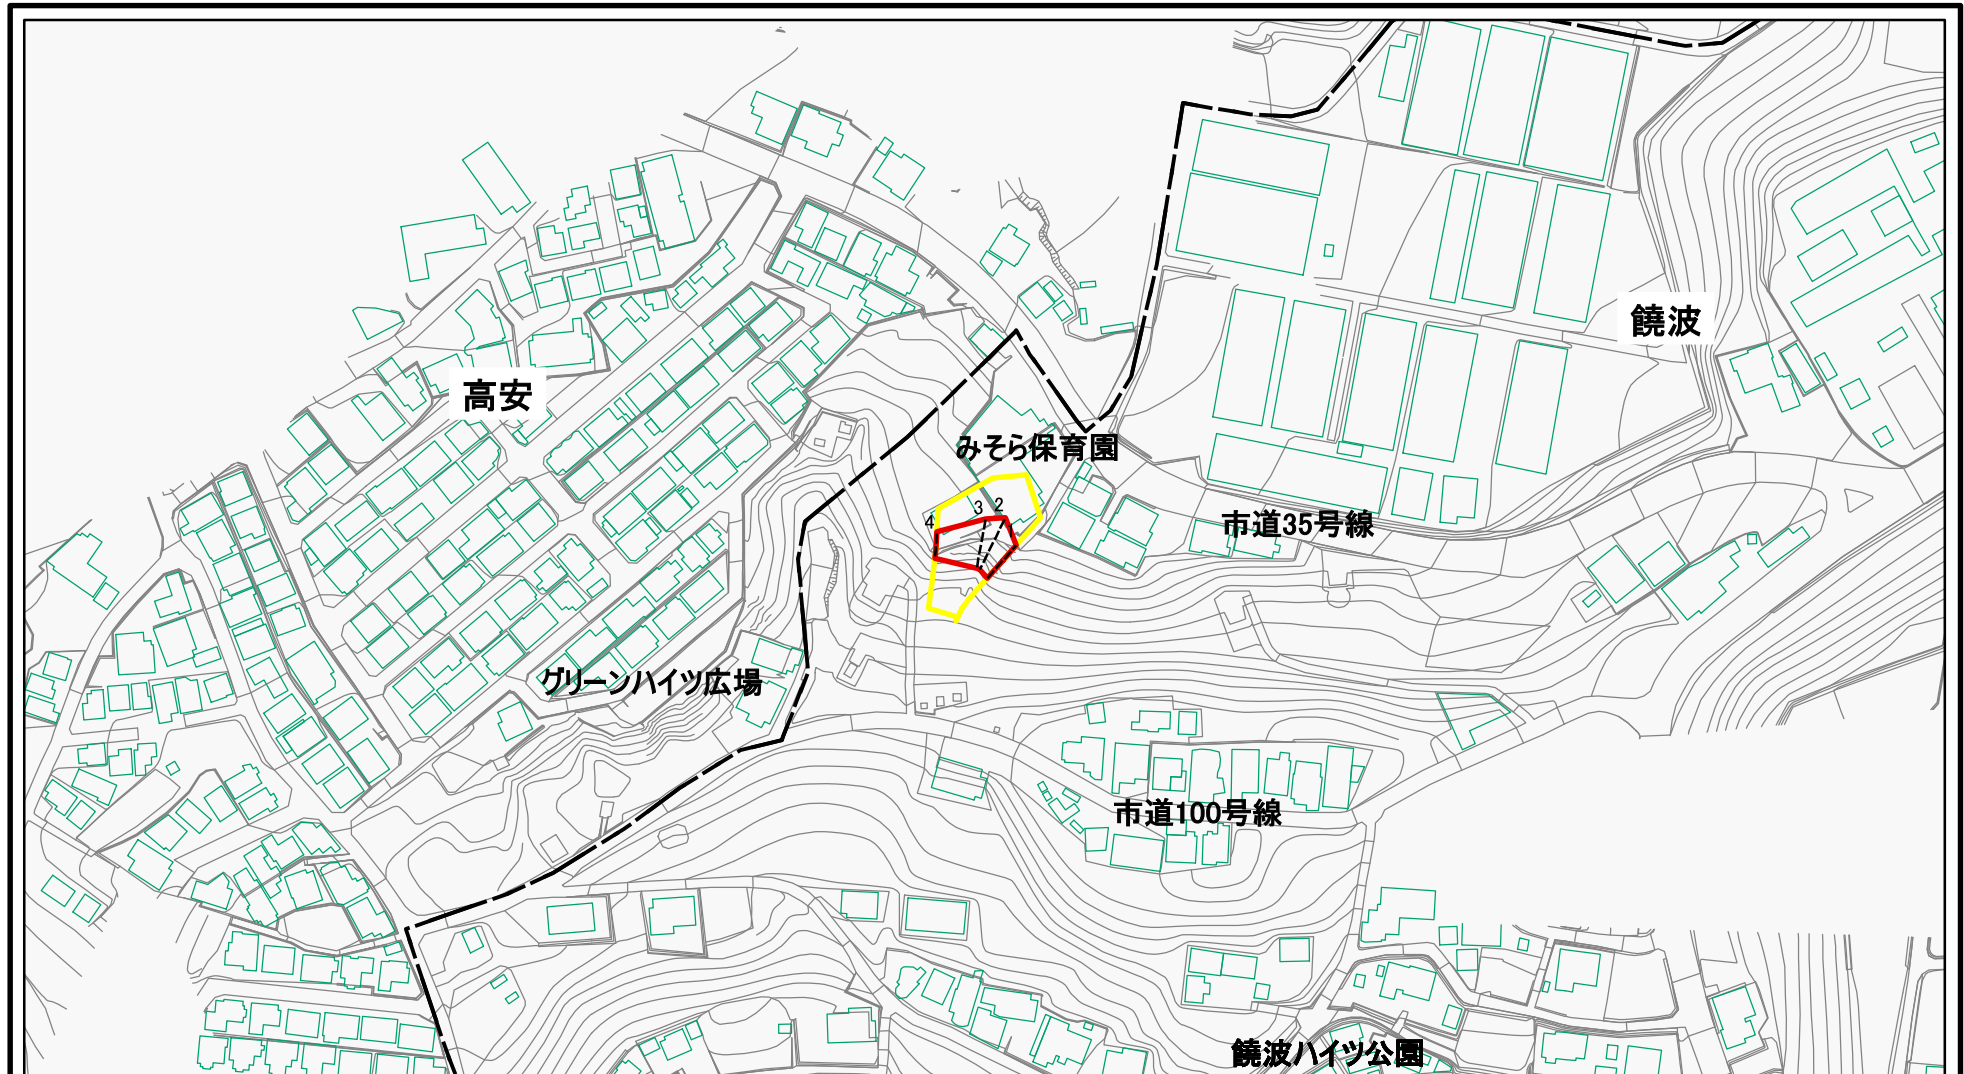 饒波
高安
みそら保育園
4
3
2
市道35号線
グリーンハイツ広場
市道100号線
饒波ハイツ公園